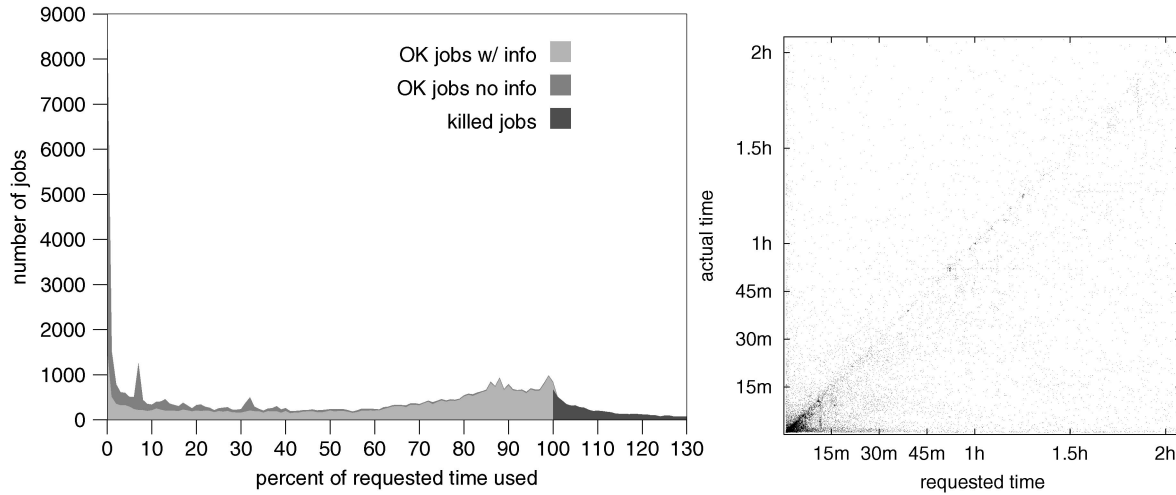 9000
8000
7000
6000
5000
4000
3000
2000
1000
0
number of jobs
OK jobs w/ info
OK jobs no info
killed jobs
0 10 20 30 40 50 60 70 80 90 100 110 120 130
percent of requested time used
2h
1.5h
1h
45m
30m
15m
actual time
15m 30m 45m 1h 1.5h 2h
requested time